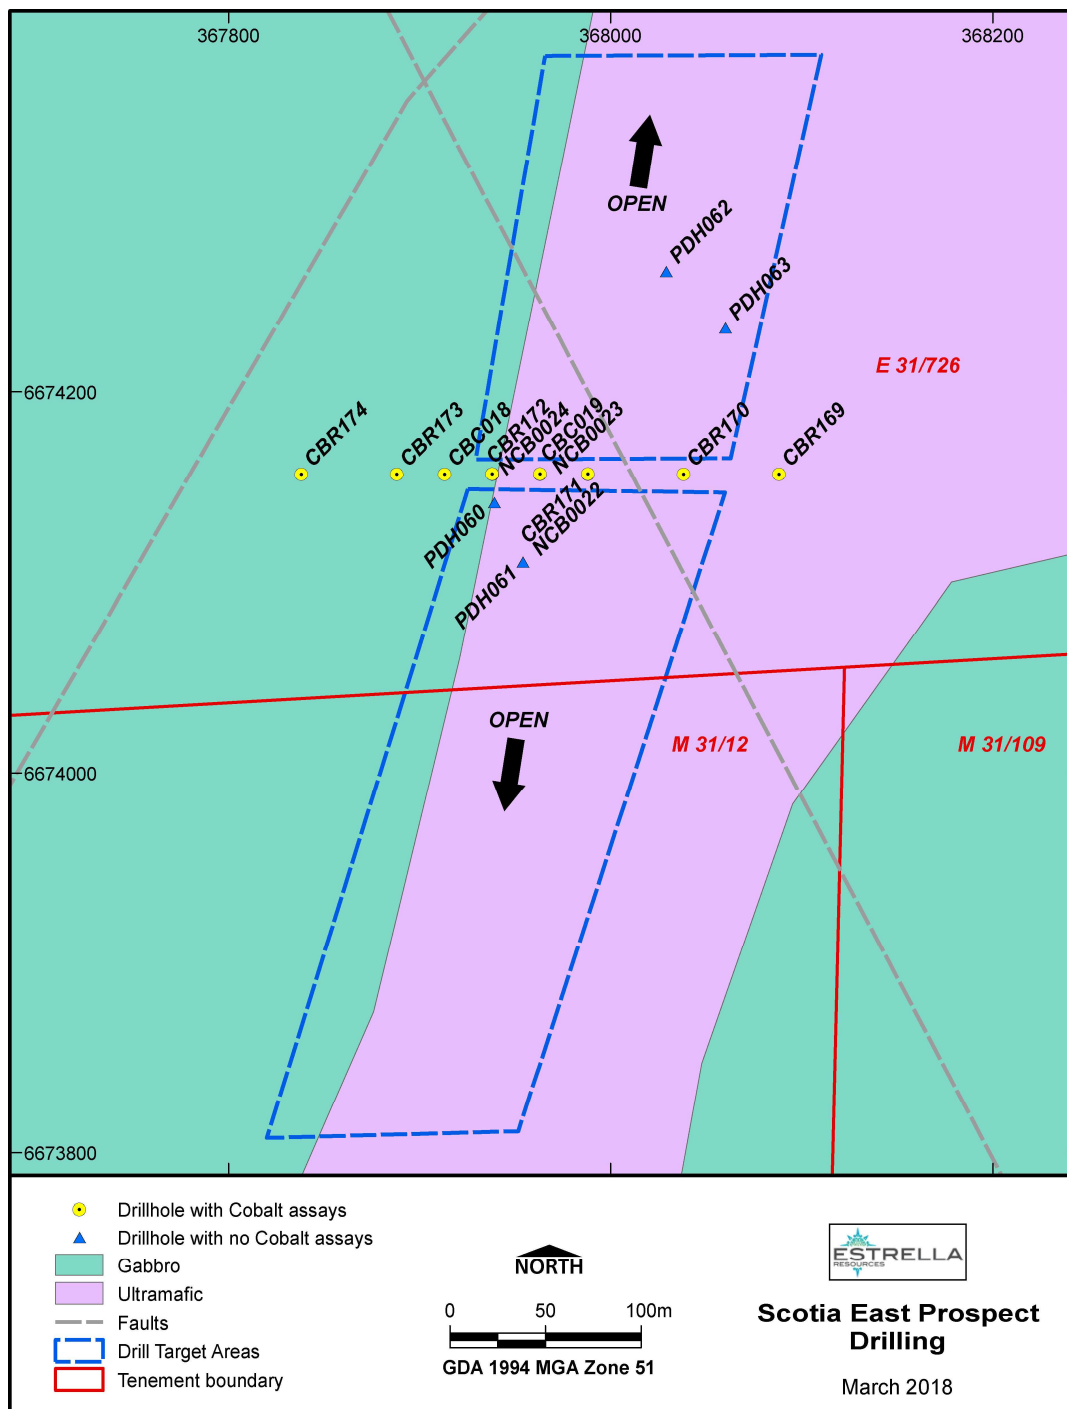 367800
368000
368200
OPEN
PDH062
PDH063
E 31/726
6674200
CBR174
CBR173
CBC018
CBR172
NCB0024
CBC019
NCB0023
CBR170
CBR169
PDH060
CBR171
NCB0022
PDH061
OPEN
M 31/12
M 31/109
6674000
6673800
Drillhole with Cobalt assays
Drillhole with no Cobalt assays
Gabbro
Ultramafic
Faults
Drill Target Areas
Tenement boundary
NORTH
0 50 100m
GDA 1994 MGA Zone 51
ESTRELLA
RESOURCES
Scotia East Prospect
Drilling
March 2018